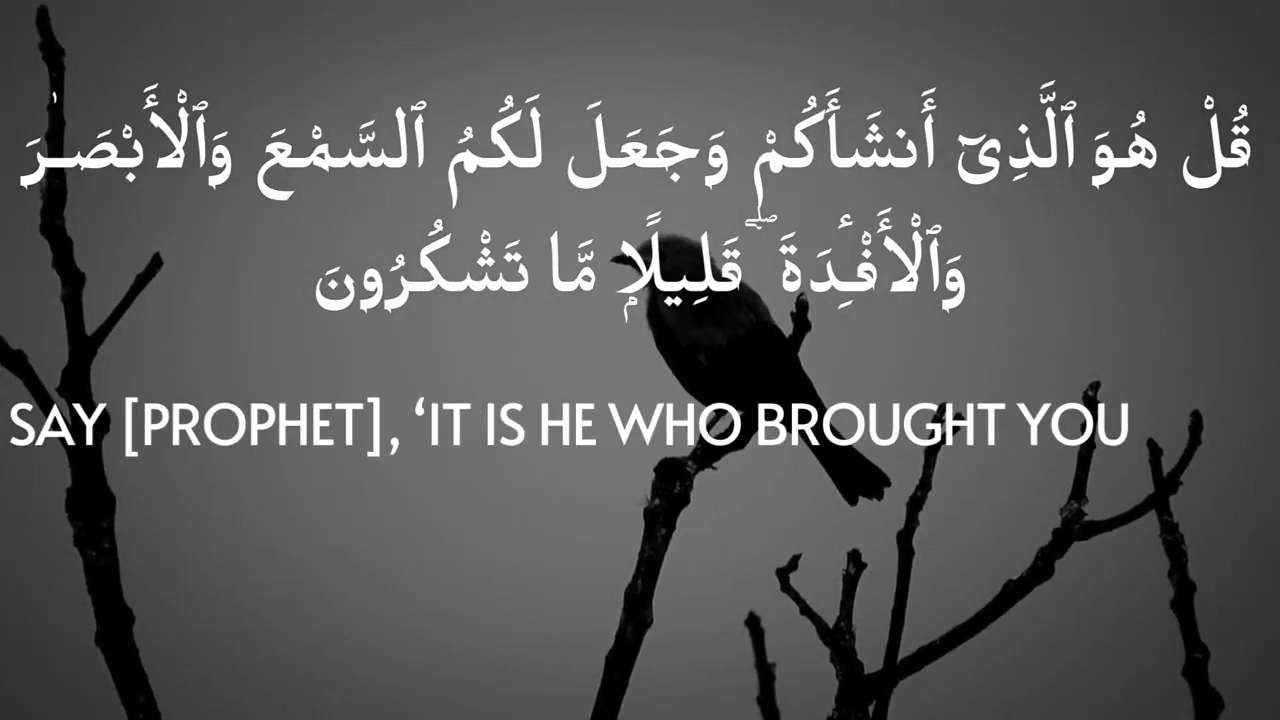 قُلْ هُوَ ٱلَّذِىٓ أَنشَأَكُمْ وَجَعَلَ لَكُمُ ٱلسَّمْعَ وَٱلْأَبْصَـٰرَ
وَٱلْأَفْـِٔدَةَ ۖ قَلِيلًۭا مَّا تَشْكُرُونَ
SAY [PROPHET], ‘IT IS HE WHO BROUGHT YOU